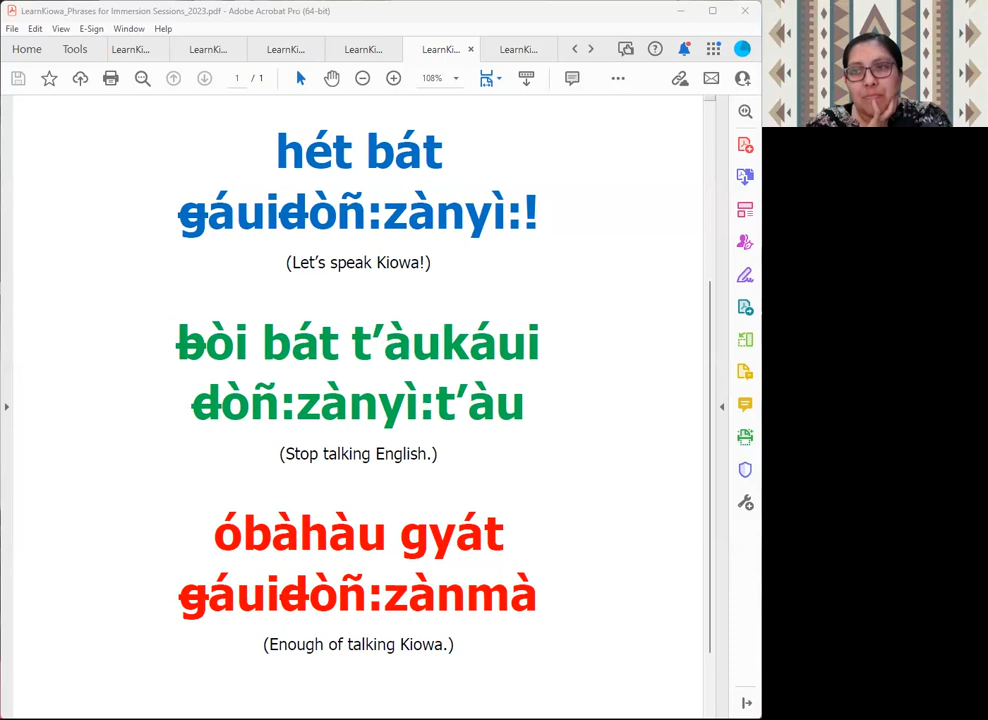 LearnKiowa_Phrases for Immersion Sessions_2023.pdf - Adobe Acrobat Pro (64-bit)
File Edit View E-Sign Window Help
Home Tools LearnKi... LearnKi... LearnKi... LearnKi... LearnKi... × LearnKi...
1 / 1 108%
hét bát
g̶áuid̶òñ:zànyì:!
(Let's speak Kiowa!)
b̶òi bát t'àukáui
d̶òñ:zànyì:t'àu
(Stop talking English.)
óbàhàu gyát
g̶áuid̶òñ:zànmà
(Enough of talking Kiowa.)